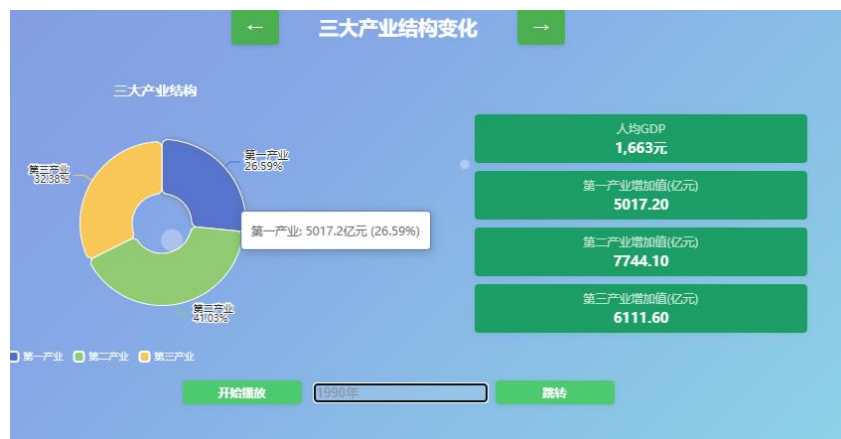 ← 三大产业结构变化 →
三大产业结构
第一产业
26.59%
第三产业
32.38%
第一产业: 5017.2亿元 (26.59%)
第二产业
41.03%
第一产业 第二产业 第三产业
人均GDP
1,663元
第一产业增加值(亿元)
5017.20
第二产业增加值(亿元)
7744.10
第三产业增加值(亿元)
6111.60
开始播放 1990年 跳转